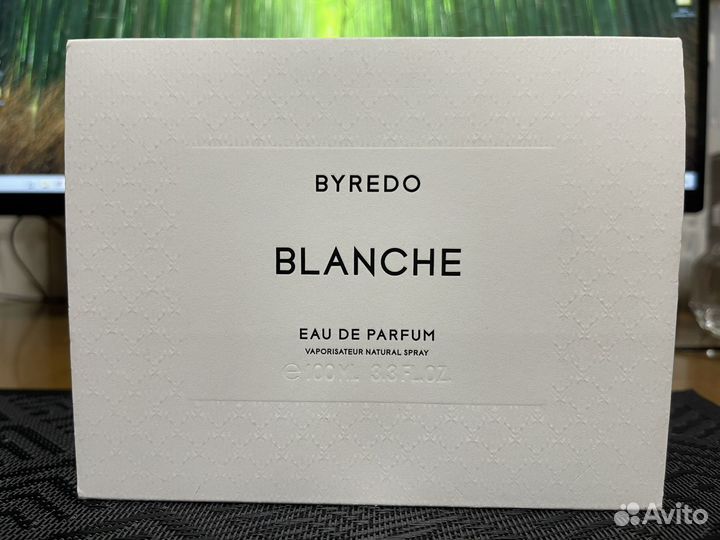 BYREDO
BLANCHE
EAU DE PARFUM
VAPORISATEUR NATURAL SPRAY
℮ 100 ML 3.3 FL.OZ.
Avito